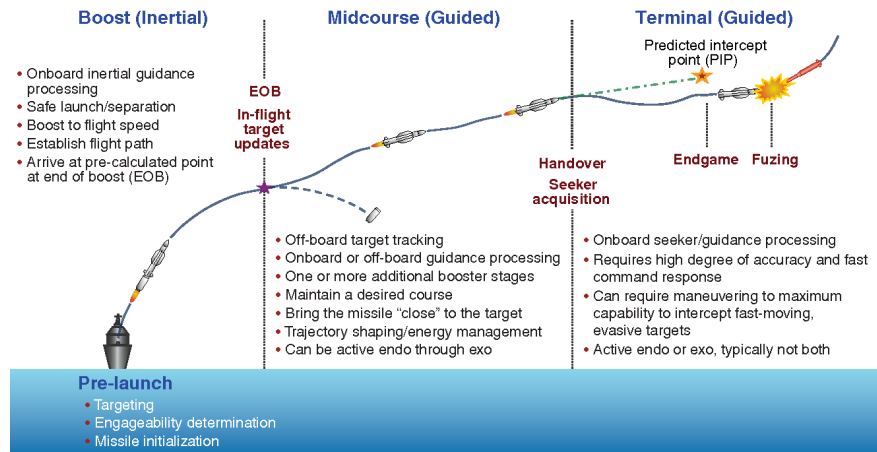 Boost (Inertial)
• Onboard inertial guidance
processing
• Safe launch/separation
• Boost to flight speed
• Establish flight path
• Arrive at pre-calculated point
at end of boost (EOB)
EOB
In-flight
target
updates
Midcourse (Guided)
• Off-board target tracking
• Onboard or off-board guidance processing
• One or more additional booster stages
• Maintain a desired course
• Bring the missile “close” to the target
• Trajectory shaping/energy management
• Can be active endo through exo
Handover
Seeker
acquisition
Terminal (Guided)
Predicted intercept
point (PIP)
Endgame
Fuzing
• Onboard seeker/guidance processing
• Requires high degree of accuracy and fast
command response
• Can require maneuvering to maximum
capability to intercept fast-moving,
evasive targets
• Active endo or exo, typically not both
Pre-launch
• Targeting
• Engageability determination
• Missile initialization